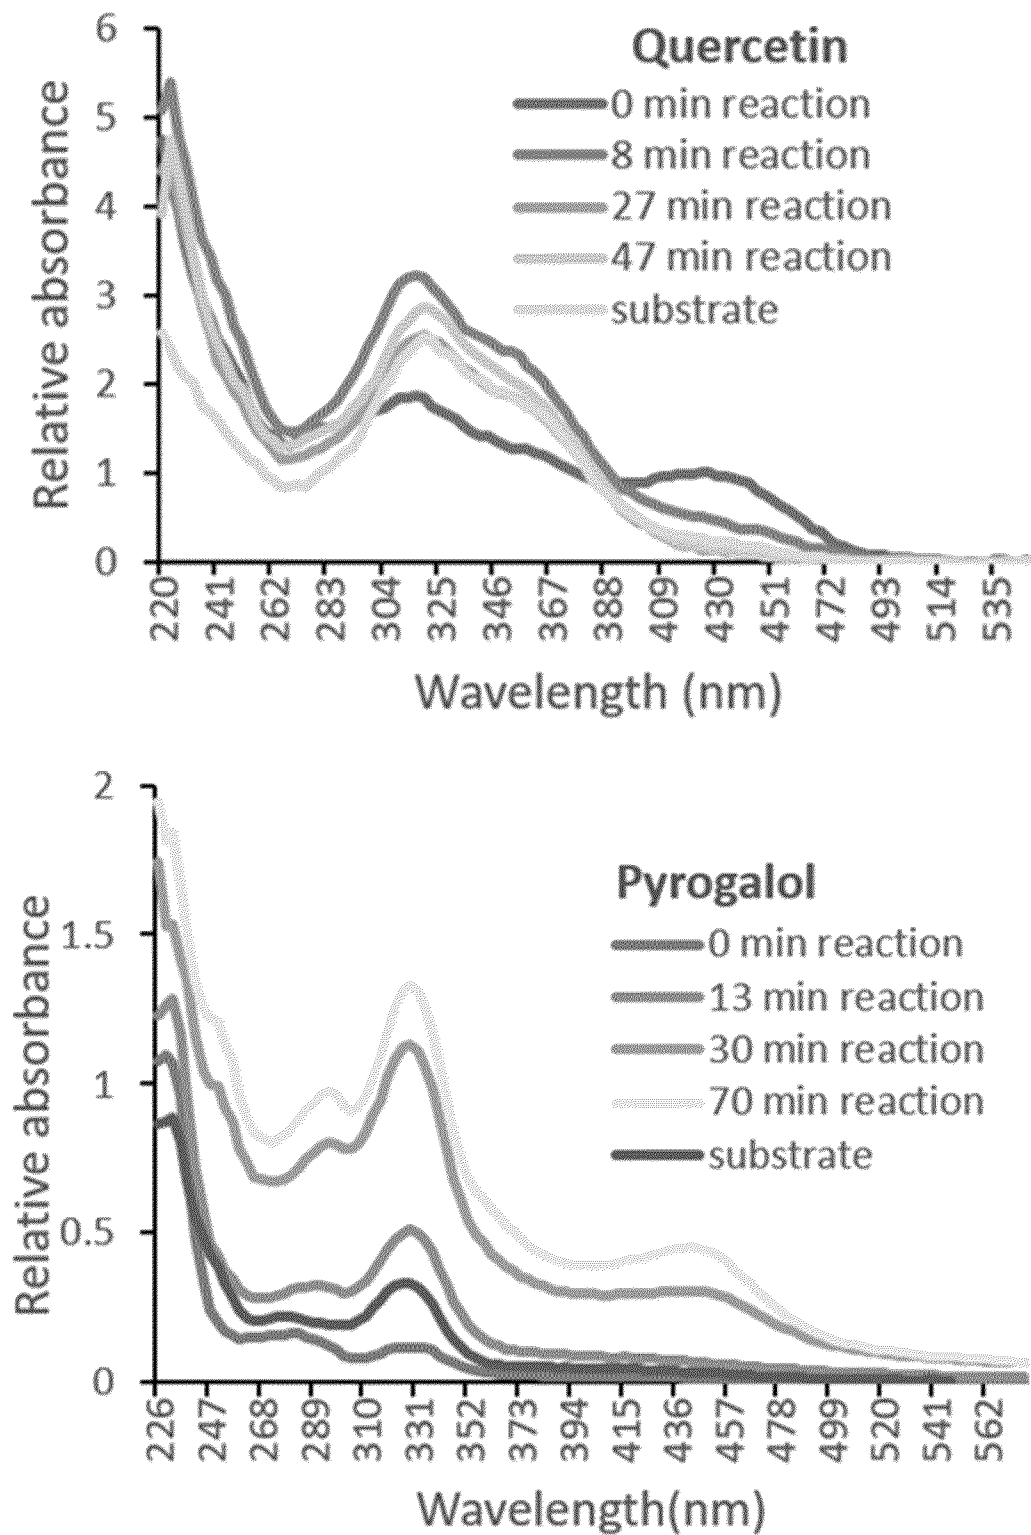 Quercetin
0 min reaction
8 min reaction
27 min reaction
47 min reaction
substrate
Relative absorbance
6
5
4
3
2
1
0
220 241 262 283 304 325 346 367 388 409 430 451 472 493 514 535
Wavelength (nm)
Pyrogalol
0 min reaction
13 min reaction
30 min reaction
70 min reaction
substrate
Relative absorbance
2
1.5
1
0.5
0
226 247 268 289 310 331 352 373 394 415 436 457 478 499 520 541 562
Wavelength(nm)